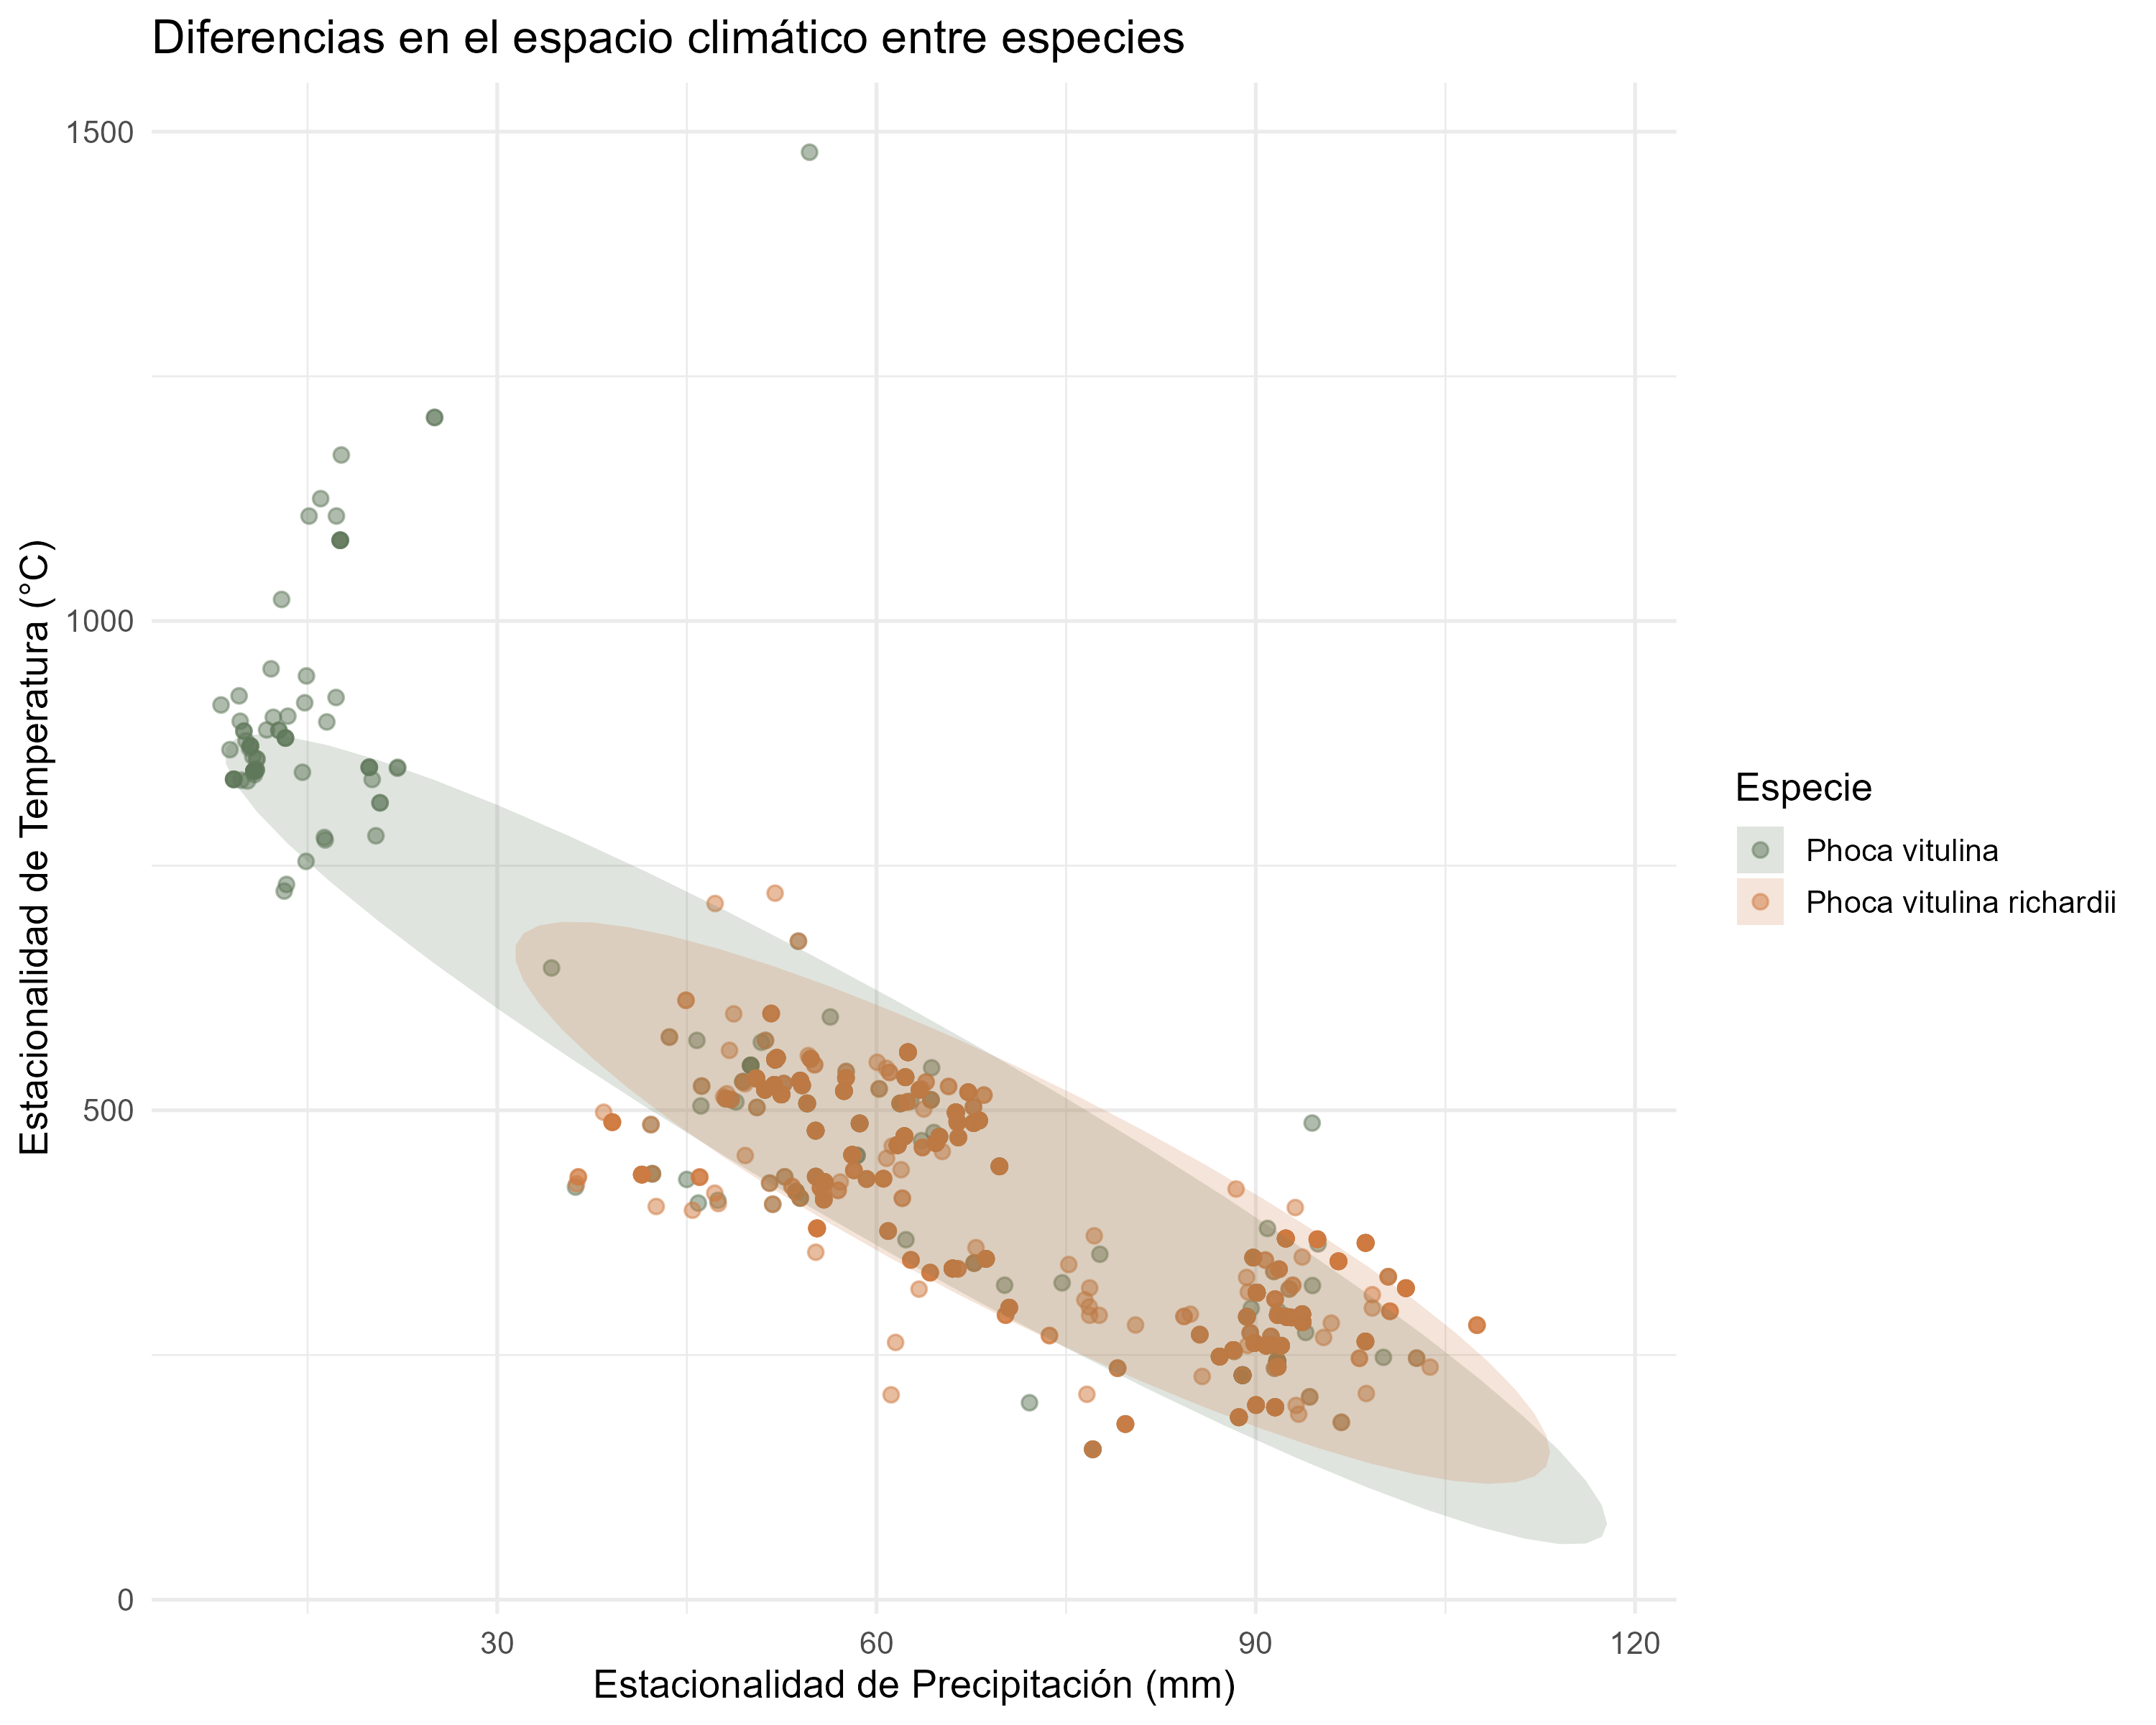 Diferencias en el espacio climático entre especies
1500
1000
500
0
Estacionalidad de Temperatura (°C)
30
60
90
120
Estacionalidad de Precipitación (mm)
Especie
Phoca vitulina
Phoca vitulina richardii